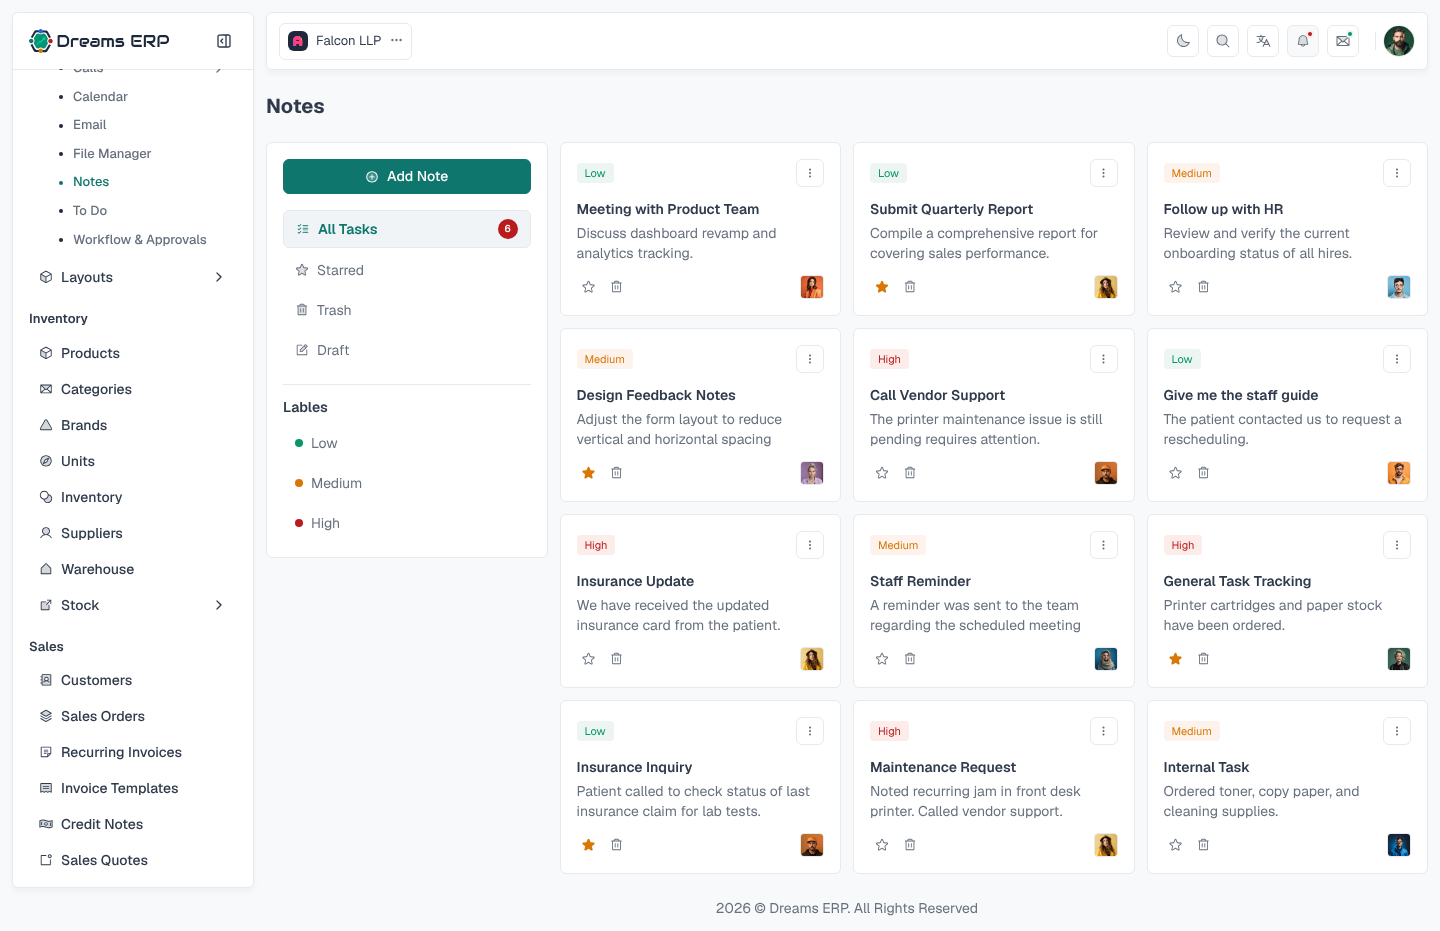 Dreams ERP
Calls
Calendar
Email
File Manager
Notes
To Do
Workflow & Approvals
Layouts
Inventory
Products
Categories
Brands
Units
Inventory
Suppliers
Warehouse
Stock
Sales
Customers
Sales Orders
Recurring Invoices
Invoice Templates
Credit Notes
Sales Quotes
Falcon LLP
Notes
Add Note
All Tasks 6
Starred
Trash
Draft
Lables
Low
Medium
High
Low
Meeting with Product Team
Discuss dashboard revamp and
analytics tracking.
Low
Submit Quarterly Report
Compile a comprehensive report for
covering sales performance.
Medium
Follow up with HR
Review and verify the current
onboarding status of all hires.
Medium
Design Feedback Notes
Adjust the form layout to reduce
vertical and horizontal spacing
High
Call Vendor Support
The printer maintenance issue is still
pending requires attention.
Low
Give me the staff guide
The patient contacted us to request a
rescheduling.
High
Insurance Update
We have received the updated
insurance card from the patient.
Medium
Staff Reminder
A reminder was sent to the team
regarding the scheduled meeting
High
General Task Tracking
Printer cartridges and paper stock
have been ordered.
Low
Insurance Inquiry
Patient called to check status of last
insurance claim for lab tests.
High
Maintenance Request
Noted recurring jam in front desk
printer. Called vendor support.
Medium
Internal Task
Ordered toner, copy paper, and
cleaning supplies.
2026 © Dreams ERP. All Rights Reserved